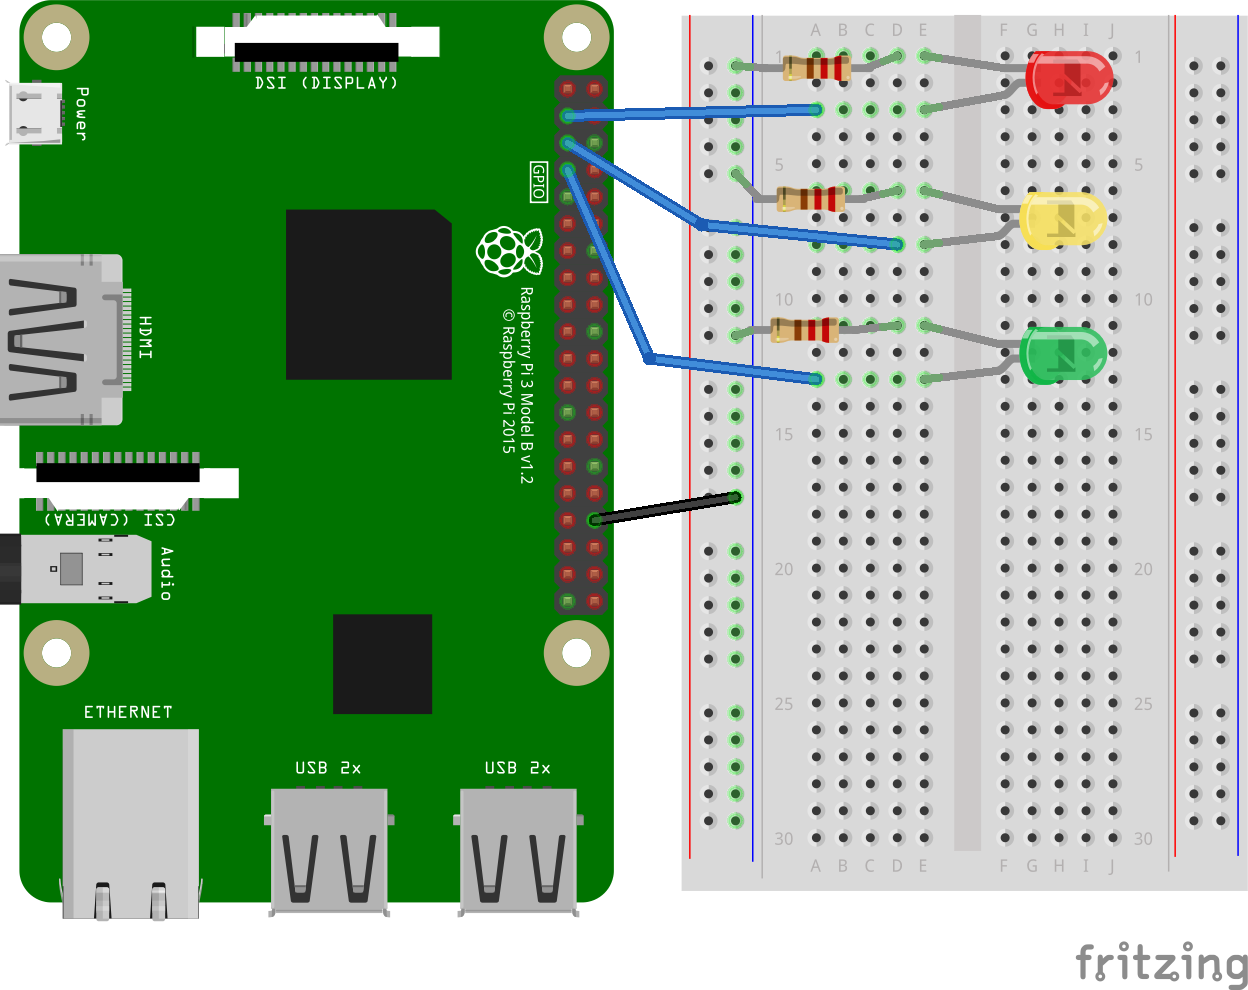 DSI (DISPLAY)
Power
GPIO
HDMI
Raspberry Pi 3 Model B v1.2
© Raspberry Pi 2015
CSI (CAMERA)
Audio
ETHERNET
USB 2x
USB 2x
A B C D E F G H I J
1 1
5 5
10 10
15 15
20 20
25 25
30 30
A B C D E F G H I J
fritzing